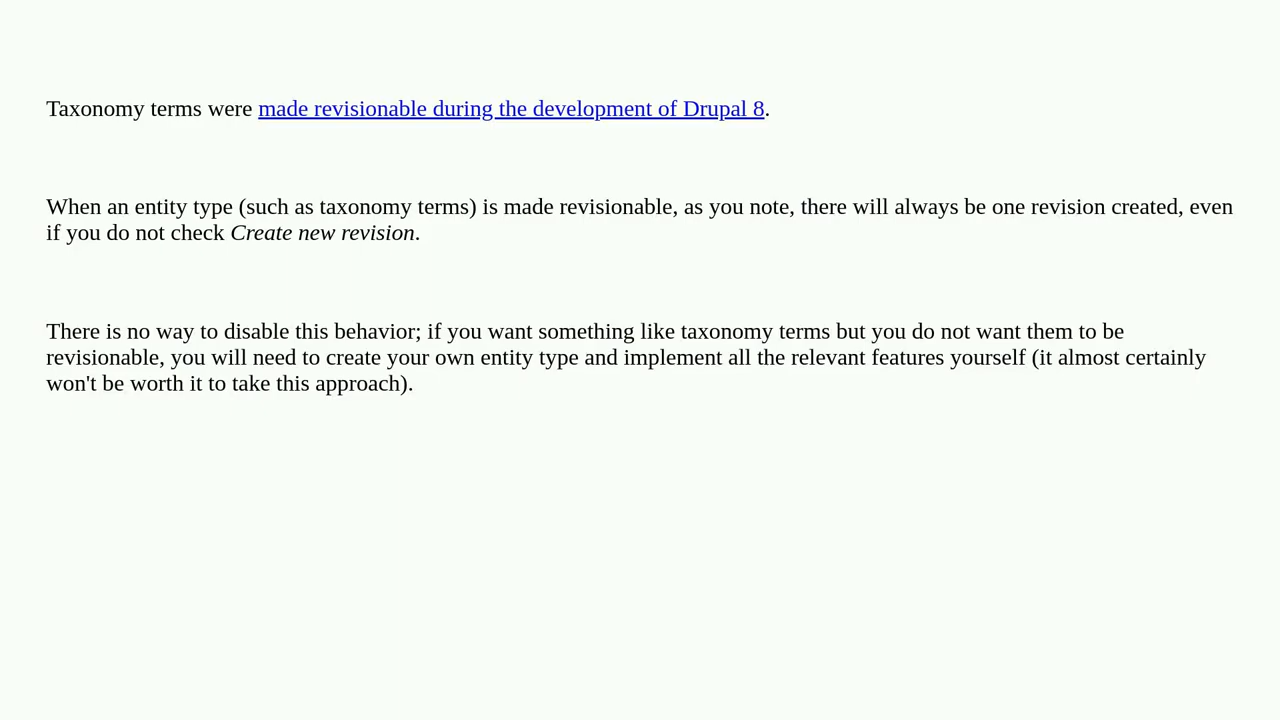 Taxonomy terms were made revisionable during the development of Drupal 8.
When an entity type (such as taxonomy terms) is made revisionable, as you note, there will always be one revision created, even
if you do not check Create new revision.
There is no way to disable this behavior; if you want something like taxonomy terms but you do not want them to be
revisionable, you will need to create your own entity type and implement all the relevant features yourself (it almost certainly
won't be worth it to take this approach).